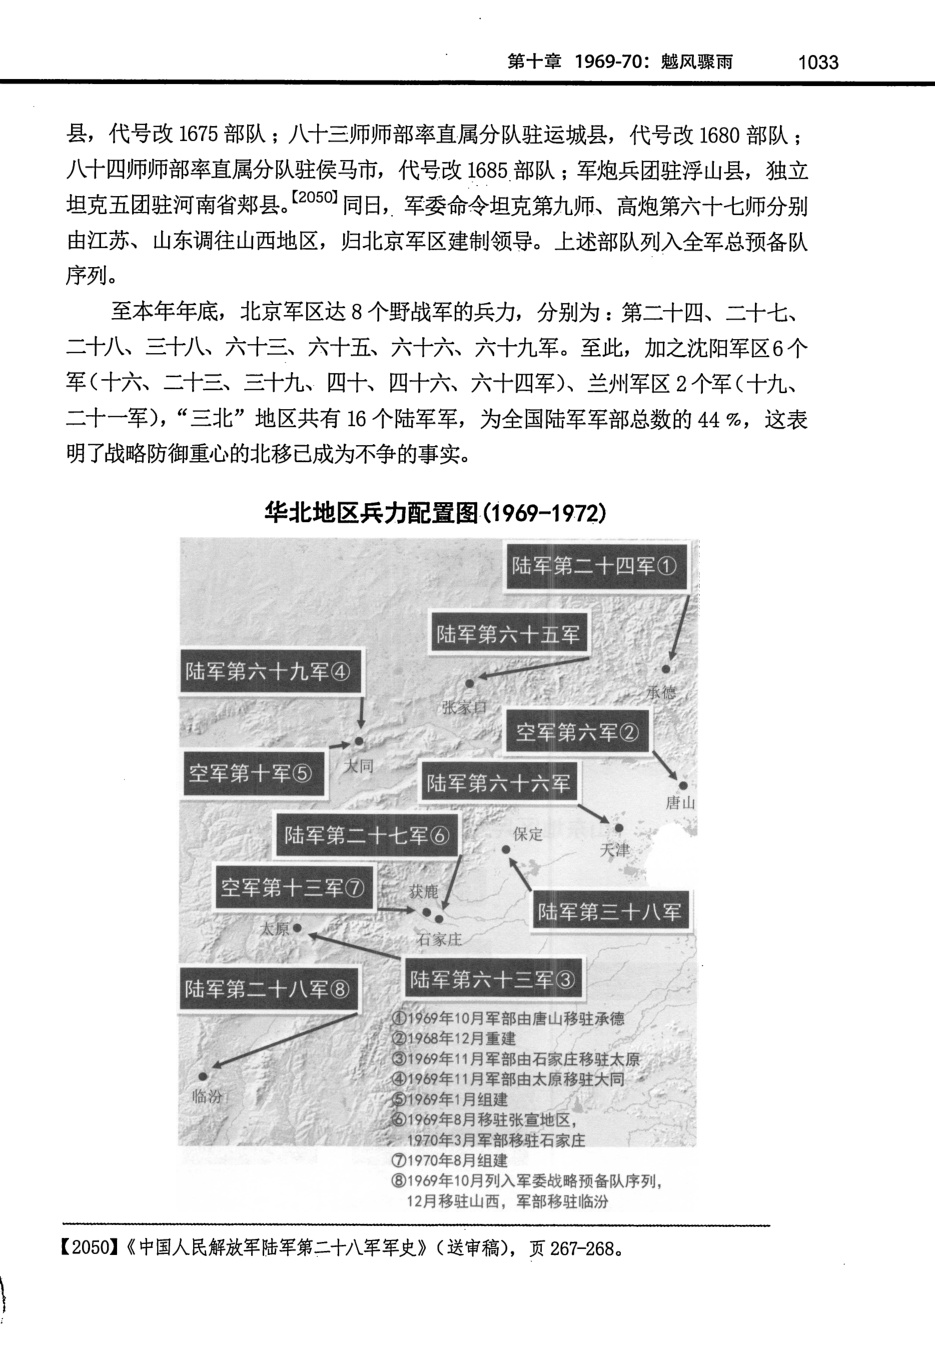 第十章 1969-70：飚风骤雨 1033
县，代号改 1675 部队；八十三师师部率直属分队驻运城县，代号改 1680 部队；
八十四师师部率直属分队驻侯马市，代号改 1685 部队；军炮兵团驻浮山县，独立
坦克五团驻河南省郏县。【2050】同日，军委命令坦克第九师、高炮第六十七师分别
由江苏、山东调往山西地区，归北京军区建制领导。上述部队列入全军总预备队
序列。
至本年年底，北京军区达 8 个野战军的兵力，分别为：第二十四、二十七、
二十八、三十八、六十三、六十五、六十六、六十九军。至此，加之沈阳军区 6 个
军（十六、二十三、三十九、四十、四十六、六十四军）、兰州军区 2 个军（十九、
二十一军），“三北”地区共有 16 个陆军军，为全国陆军军部总数的 44 %，这表
明了战略防御重心的北移已成为不争的事实。
华北地区兵力配置图（1969-1972）
陆军第二十四军①
陆军第六十五军
陆军第六十九军④
张家口
承德
空军第六军②
空军第十军⑤
大同
陆军第六十六军
唐山
陆军第二十七军⑥
保定
天津
空军第十三军⑦
获鹿
陆军第三十八军
太原
石家庄
陆军第二十八军⑧
陆军第六十三军③
临汾
①1969年10月军部由唐山移驻承德
②1968年12月重建
③1969年11月军部由石家庄移驻太原
④1969年11月军部由太原移驻大同
⑤1969年1月组建
⑥1969年8月移驻张宣地区，
1970年3月军部移驻石家庄
⑦1970年8月组建
⑧1969年10月列入军委战略预备队序列，
12月移驻山西，军部移驻临汾
【2050】《中国人民解放军陆军第二十八军军史》（送审稿），页 267-268。